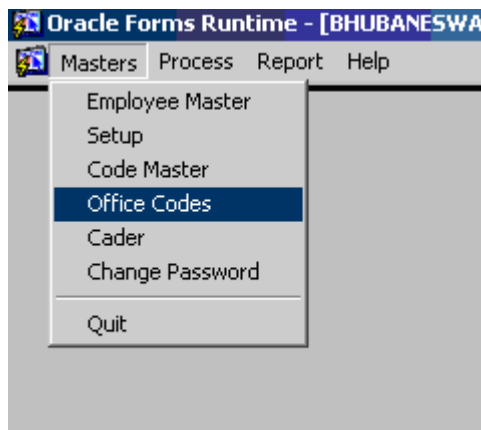 Oracle Forms Runtime - [BHUBANESWA
Masters Process Report Help
Employee Master
Setup
Code Master
Office Codes
Cader
Change Password
Quit